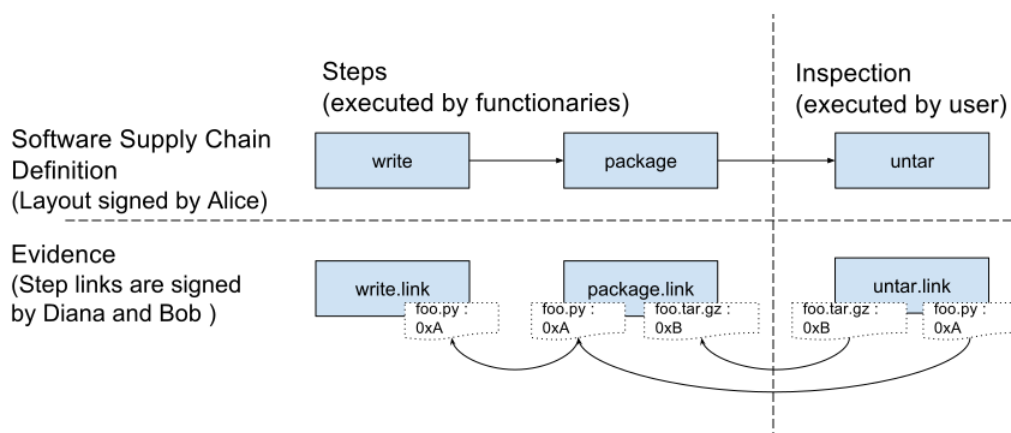 Steps
(executed by functionaries)
Inspection
(executed by user)
Software Supply Chain
Definition
(Layout signed by Alice)
write
package
untar
Evidence
(Step links are signed
by Diana and Bob )
write.link
package.link
untar.link
foo.py :
0xA
foo.py :
0xA
foo.tar.gz :
0xB
foo.tar.gz :
0xB
foo.py :
0xA